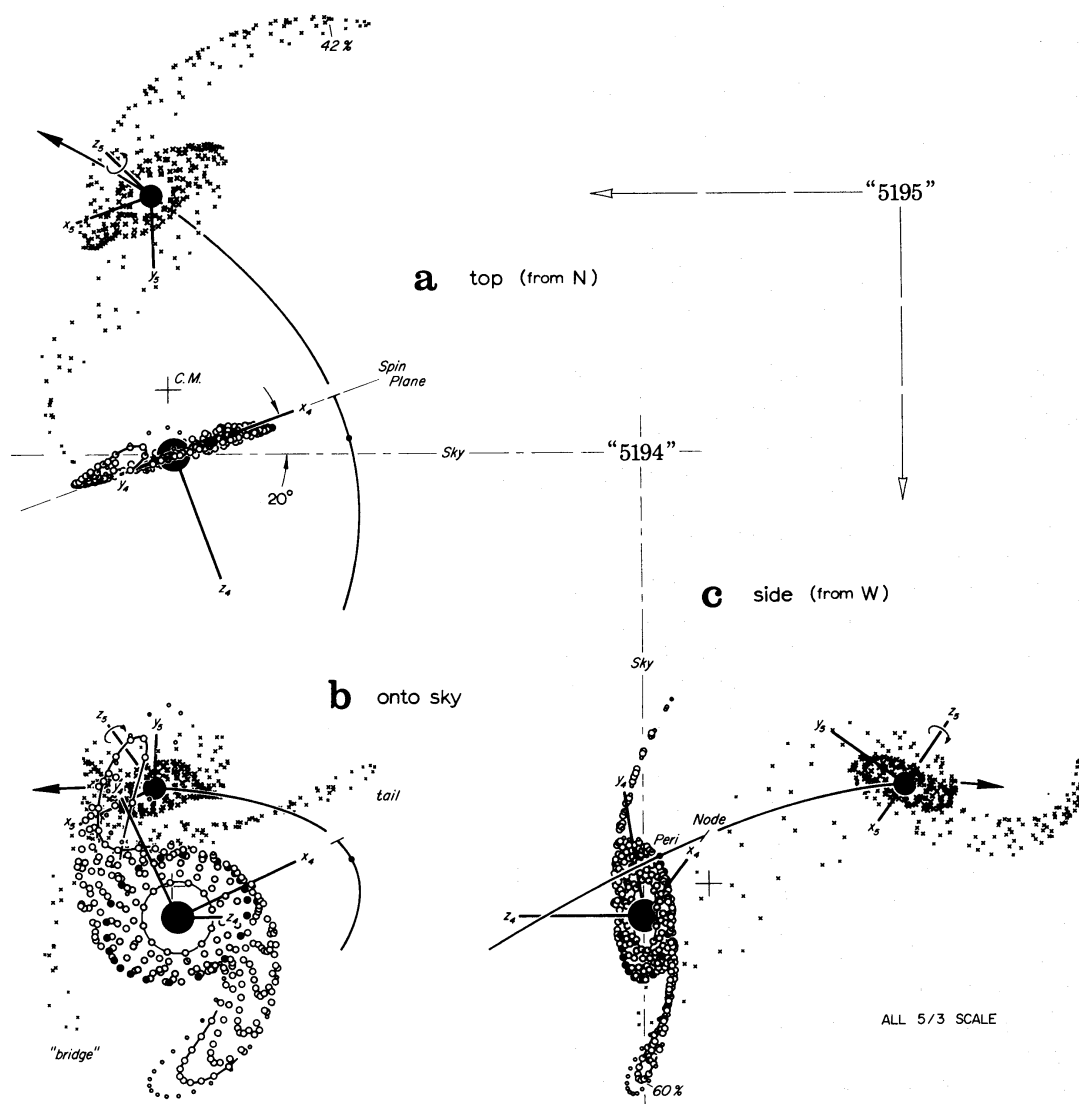 42%
z5
x5
y5
"5195"
a top (from N)
C.M.
Spin
Plane
x4
y4
Sky
"5194"
20°
z4
c side (from W)
Sky
b onto sky
z5
y5
y4
x5
tail
x4
z4
"bridge"
y5
z5
y4
Node
Peri
x5
x4
z4
ALL 5/3 SCALE
60%